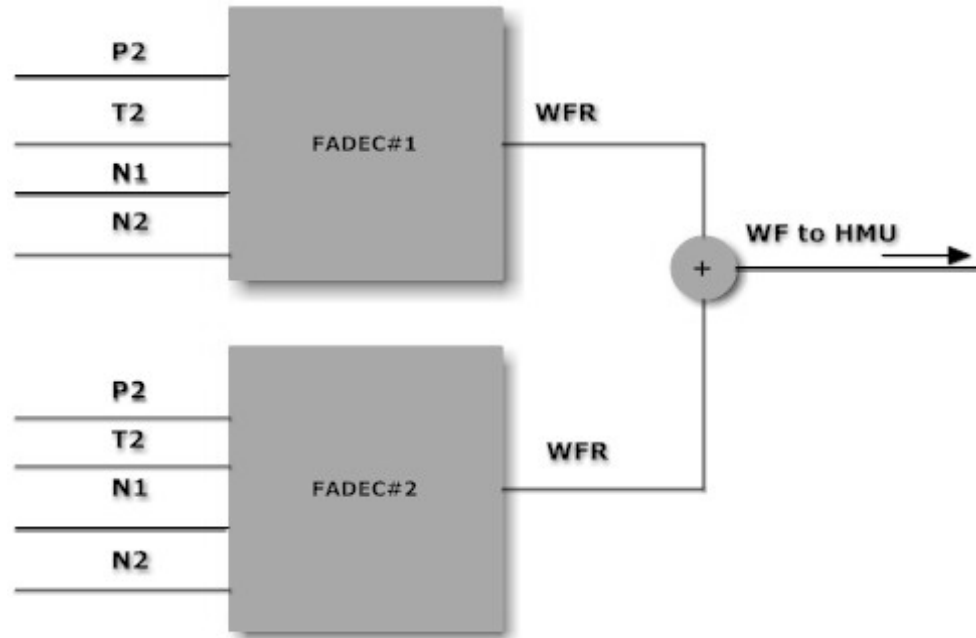 P2
T2
N1
N2
FADEC#1
WFR
+
WF to HMU
P2
T2
N1
N2
FADEC#2
WFR